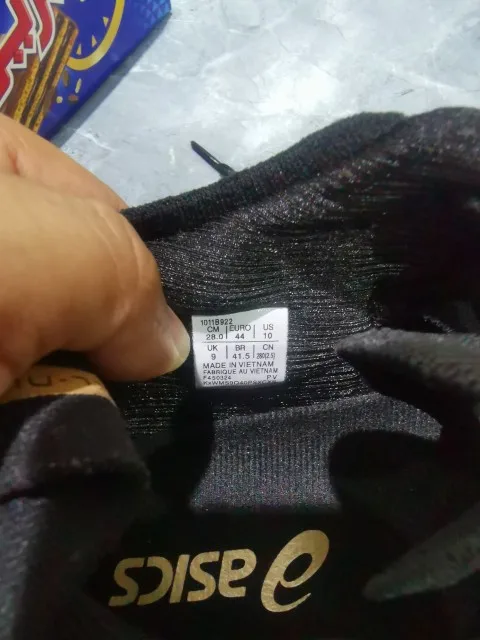 1011B922
CM EURO US
28.0 44 10
UK BR CN
9 41.5 280(2.5)
MADE IN VIETNAM
FABRIQUE AU VIETNAM
PV
asics